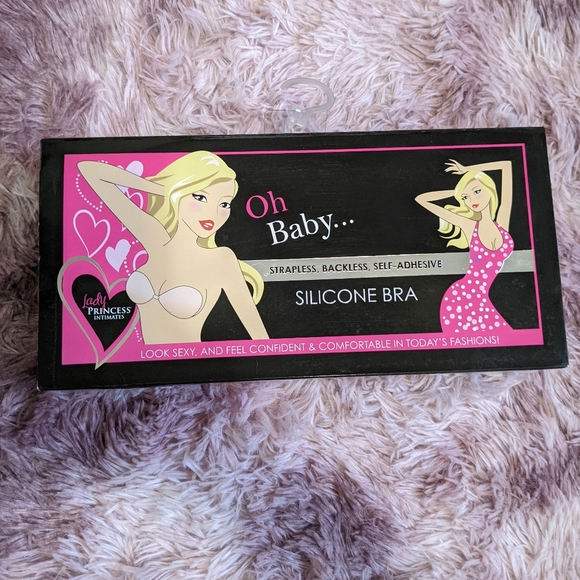 Oh
Baby...
STRAPLESS, BACKLESS, SELF-ADHESIVE
SILICONE BRA
lady
PRINCESS
INTIMATES
LOOK SEXY, AND FEEL CONFIDENT & COMFORTABLE IN TODAY'S FASHIONS!